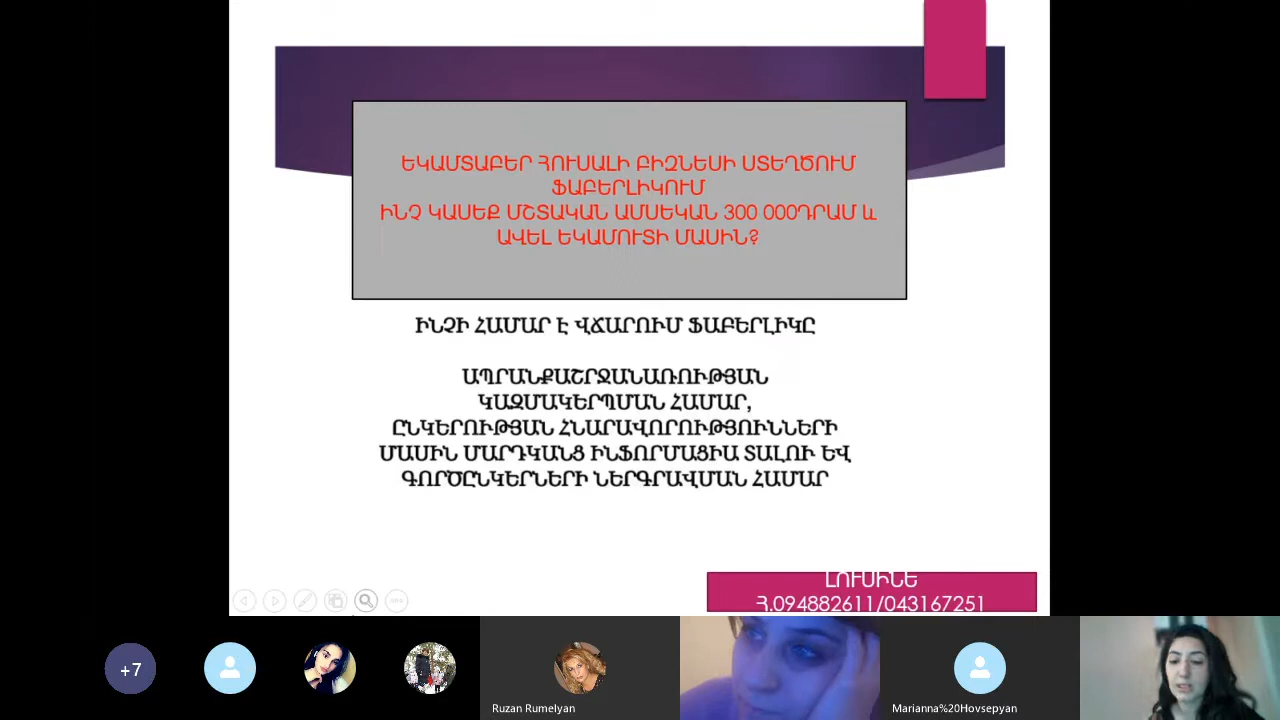 ԵԿԱՄՏԱԲԵՐ ՀՈՒՍԱԼԻ ԲԻԶՆԵՍԻ ՍՏԵՂԾՈՒՄ
ՖԱԲԵՐԼԻԿՈՒՄ
ԻՆՉ ԿԱՍԵՔ ՄՇՏԱԿԱՆ ԱՄՍԵԿԱՆ 300 000ԴՐԱՄ և
ԱՎԵԼ ԵԿԱՄՈՒՏԻ ՄԱՍԻՆ?
ԻՆՉԻ ՀԱՄԱՐ Է ՎՃԱՐՈՒՄ ՖԱԲԵՐԼԻԿԸ
ԱՊՐԱՆՔԱՇՐՋԱՆԱՌՈՒԹՅԱՆ
ԿԱԶՄԱԿԵՐՊՄԱՆ ՀԱՄԱՐ,
ԸՆԿԵՐՈՒԹՅԱՆ ՀՆԱՐԱՎՈՐՈՒԹՅՈՒՆՆԵՐԻ
ՄԱՍԻՆ ՄԱՐԴԿԱՆՑ ԻՆՖՈՐՄԱՑԻԱ ՏԱԼՈՒ ԵՎ
ԳՈՐԾԸՆԿԵՐՆԵՐԻ ՆԵՐԳՐԱՎՄԱՆ ՀԱՄԱՐ
ԼՈՒՍԻՆԵ
Հ.094882611/043167251
+7
Ruzan Rumelyan
Marianna%20Hovsepyan